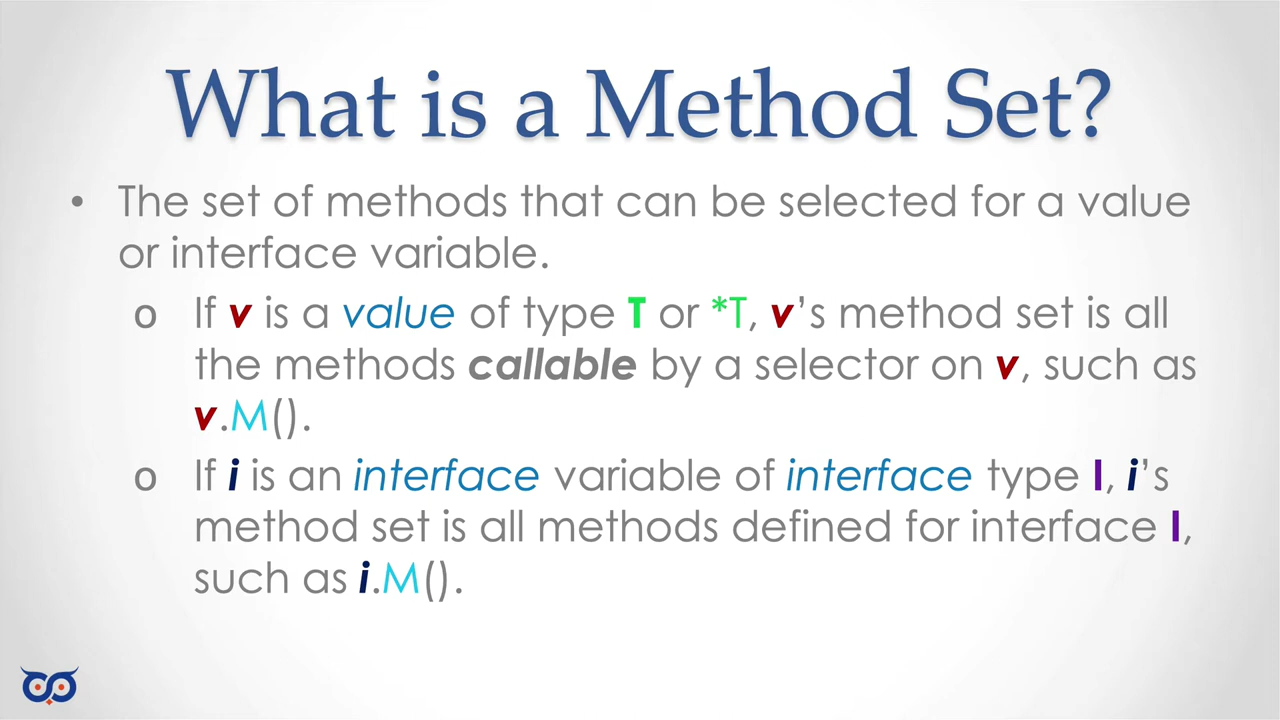 What is a Method Set?
• The set of methods that can be selected for a value
or interface variable.
o If v is a value of type T or *T, v’s method set is all
the methods callable by a selector on v, such as
v.M().
o If i is an interface variable of interface type I, i’s
method set is all methods defined for interface I,
such as i.M().